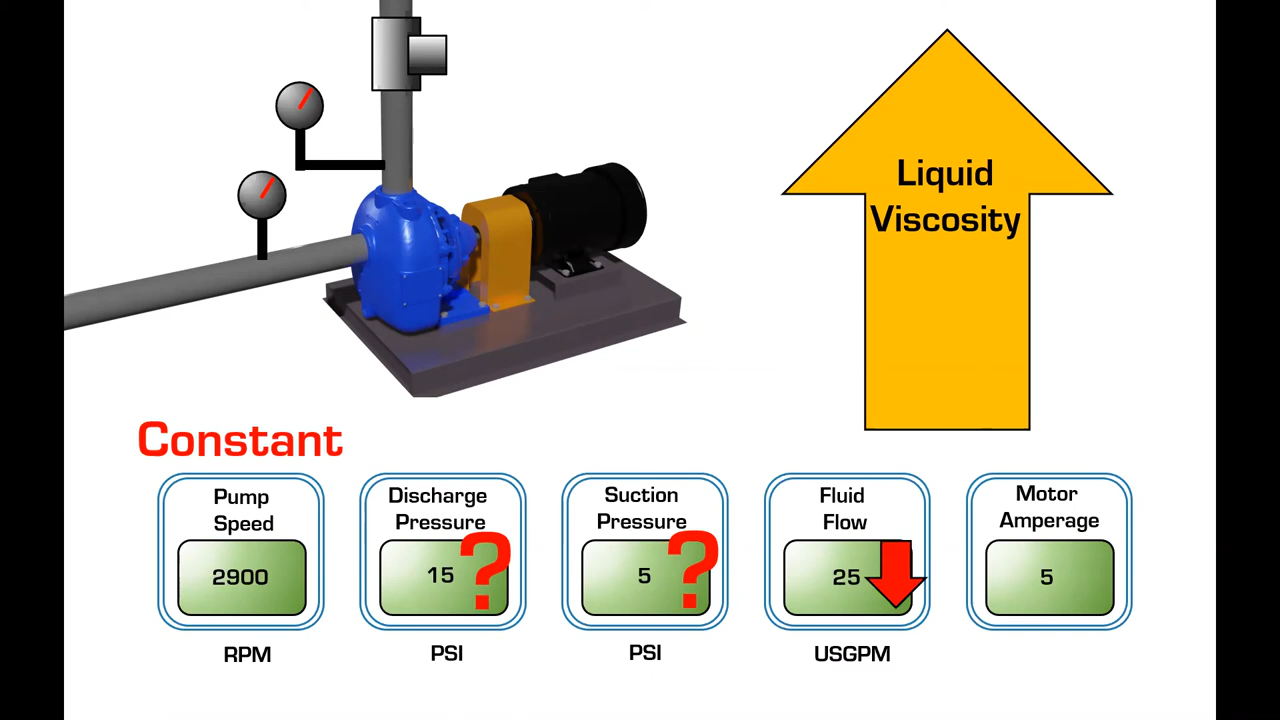 Liquid
Viscosity
Constant
Pump
Speed
2900
RPM
Discharge
Pressure
15 ?
PSI
Suction
Pressure
5 ?
PSI
Fluid
Flow
25
USGPM
Motor
Amperage
5